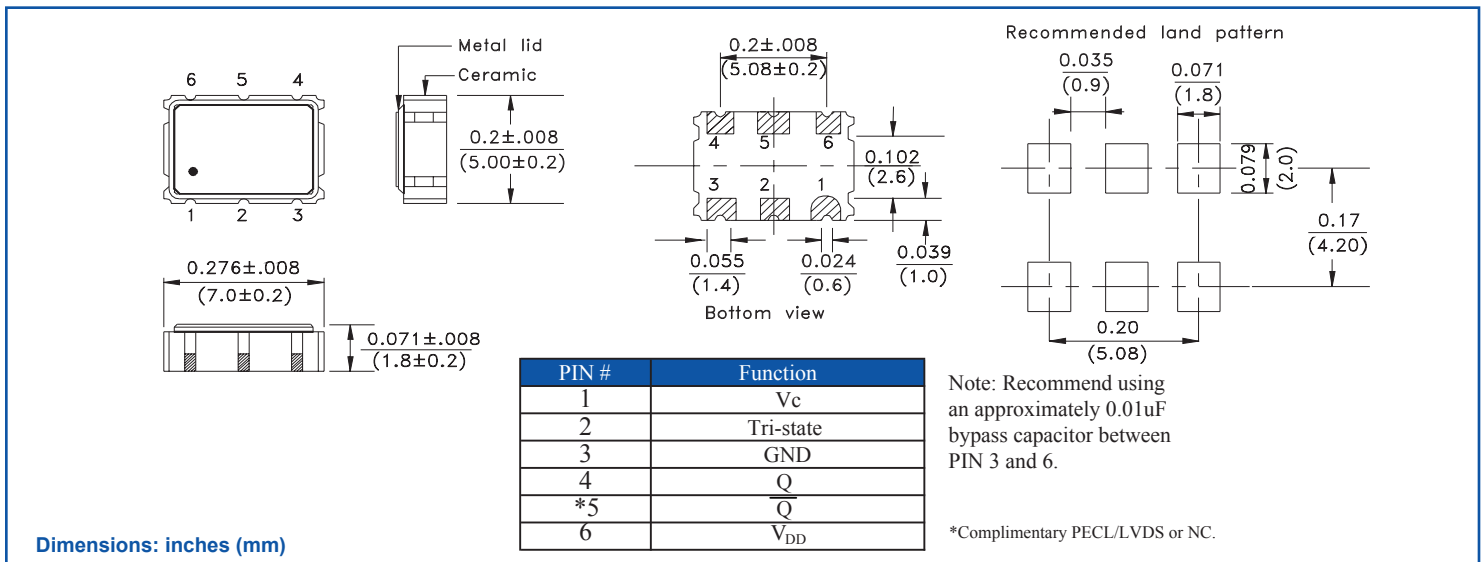 Metal lid
Ceramic
6 5 4
1 2 3
0.2±.008
(5.00±0.2)
0.276±.008
(7.0±0.2)
0.071±.008
(1.8±0.2)
0.2±.008
(5.08±0.2)
4 5 6
3 2 1
0.102
(2.6)
0.055
(1.4)
0.024
(0.6)
0.039
(1.0)
Bottom view
Recommended land pattern
0.035
(0.9)
0.071
(1.8)
0.079
(2.0)
0.17
(4.20)
0.20
(5.08)
PIN # Function
1 Vc
2 Tri-state
3 GND
4 Q
*5 Q̅
6 VDD
Note: Recommend using
an approximately 0.01uF
bypass capacitor between
PIN 3 and 6.
*Complimentary PECL/LVDS or NC.
Dimensions: inches (mm)